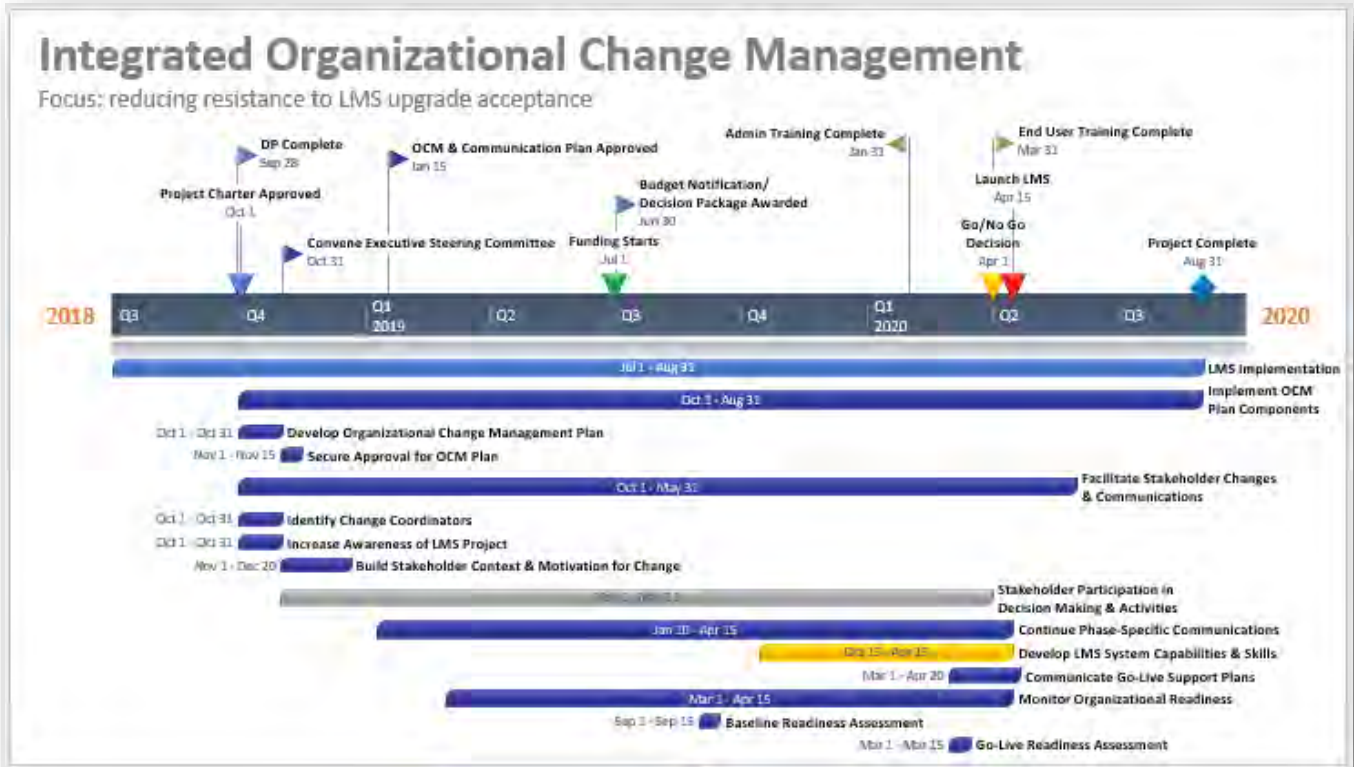 Integrated Organizational Change Management
Focus: reducing resistance to LMS upgrade acceptance
DP Complete
Sep 28
Project Charter Approved
Oct 1
OCM & Communication Plan Approved
Jan 15
Convene Executive Steering Committee
Oct 31
Budget Notification/
Decision Package Awarded
Jun 30
Funding Starts
Jul 1
Admin Training Complete
Jan 31
End User Training Complete
Mar 31
Launch LMS
Apr 15
Go/No Go
Decision
Apr 1
Project Complete
Aug 31
2018
Q3
Q4
Q1
2019
Q2
Q3
Q4
Q1
2020
Q2
Q3
2020
Jul 1 - Aug 31
LMS Implementation
Oct 1 - Aug 31
Implement OCM
Plan Components
Oct 1 - Oct 31
Develop Organizational Change Management Plan
Nov 1 - Nov 15
Secure Approval for OCM Plan
Oct 1 - May 31
Facilitate Stakeholder Changes
& Communications
Oct 1 - Oct 31
Identify Change Coordinators
Oct 1 - Oct 31
Increase Awareness of LMS Project
Nov 1 - Dec 20
Build Stakeholder Context & Motivation for Change
Stakeholder Participation in
Decision Making & Activities
Apr 15
Continue Phase-Specific Communications
Oct 15 - Apr 15
Develop LMS System Capabilities & Skills
Mar 1 - Apr 20
Communicate Go-Live Support Plans
Mar 1 - Apr 15
Monitor Organizational Readiness
Sep 1 - Sep 15
Baseline Readiness Assessment
Mar 1 - Mar 15
Go-Live Readiness Assessment